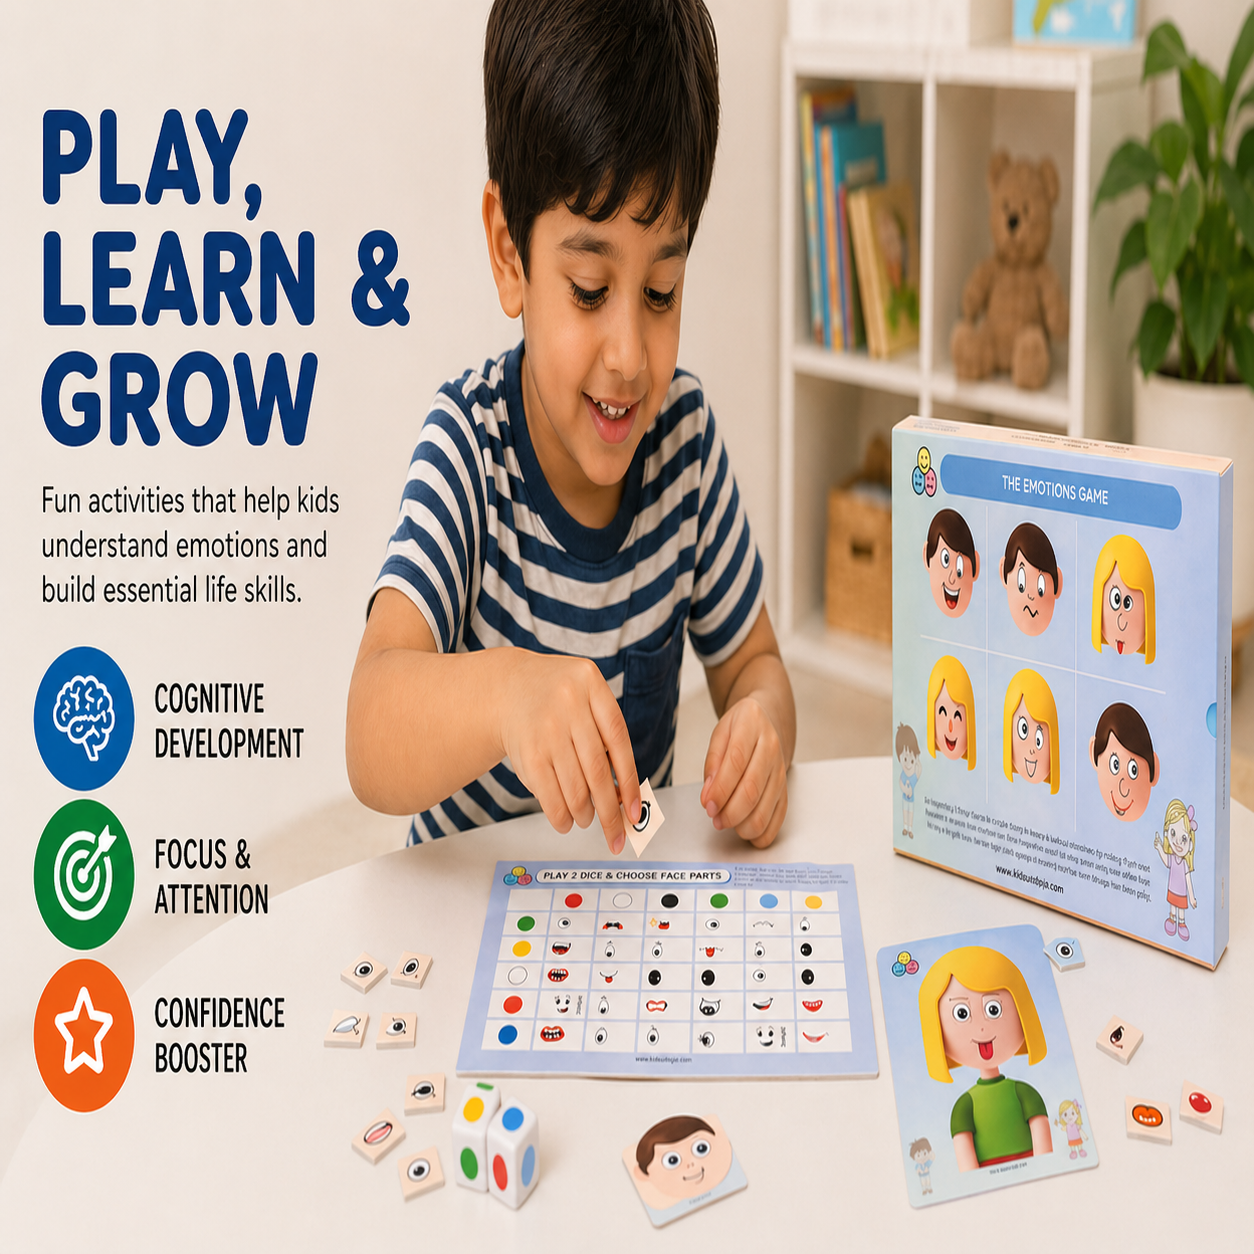 PLAY,
LEARN &
GROW
Fun activities that help kids
understand emotions and
build essential life skills.
COGNITIVE
DEVELOPMENT
FOCUS &
ATTENTION
CONFIDENCE
BOOSTER
THE EMOTIONS GAME
PLAY 2 DICE & CHOOSE FACE PARTS